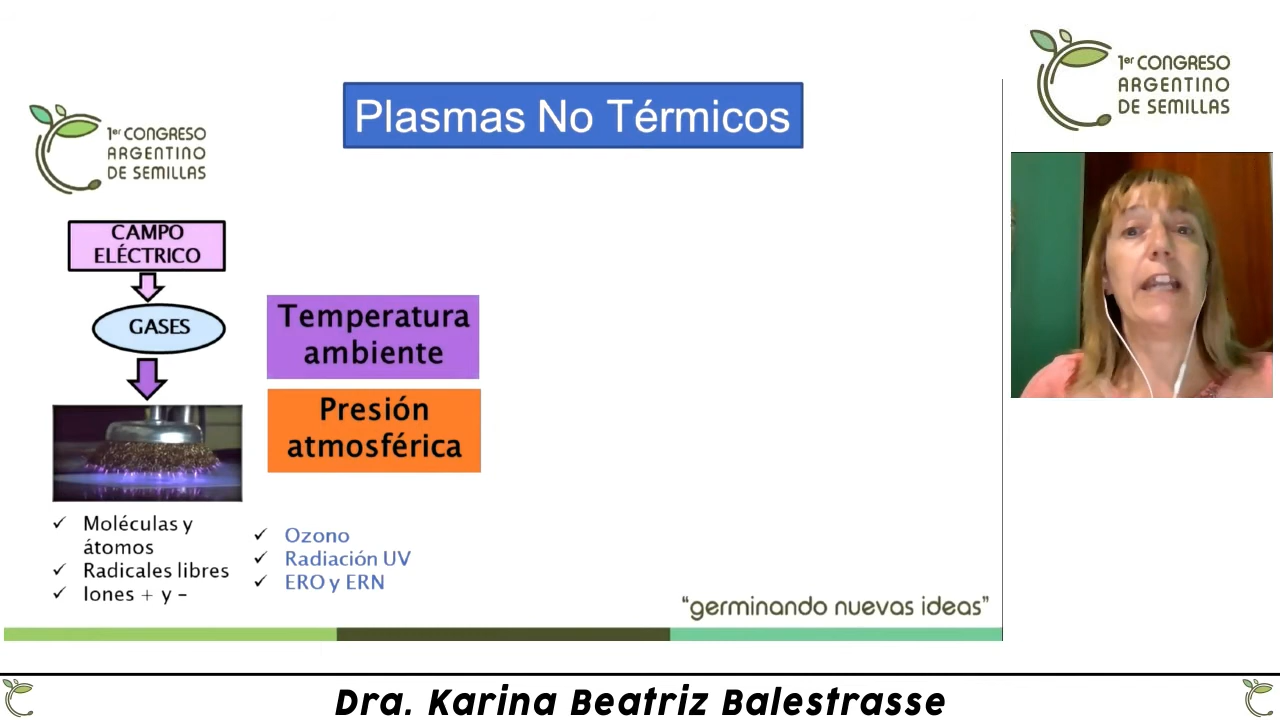 Plasmas No Térmicos
1er CONGRESO
ARGENTINO
DE SEMILLAS
CAMPO
ELÉCTRICO
GASES
Temperatura
ambiente
Presión
atmosférica
Moléculas y
átomos
Radicales libres
Iones + y -
Ozono
Radiación UV
ERO y ERN
“germinando nuevas ideas”
1er CONGRESO
ARGENTINO
DE SEMILLAS
Dra. Karina Beatriz Balestrasse